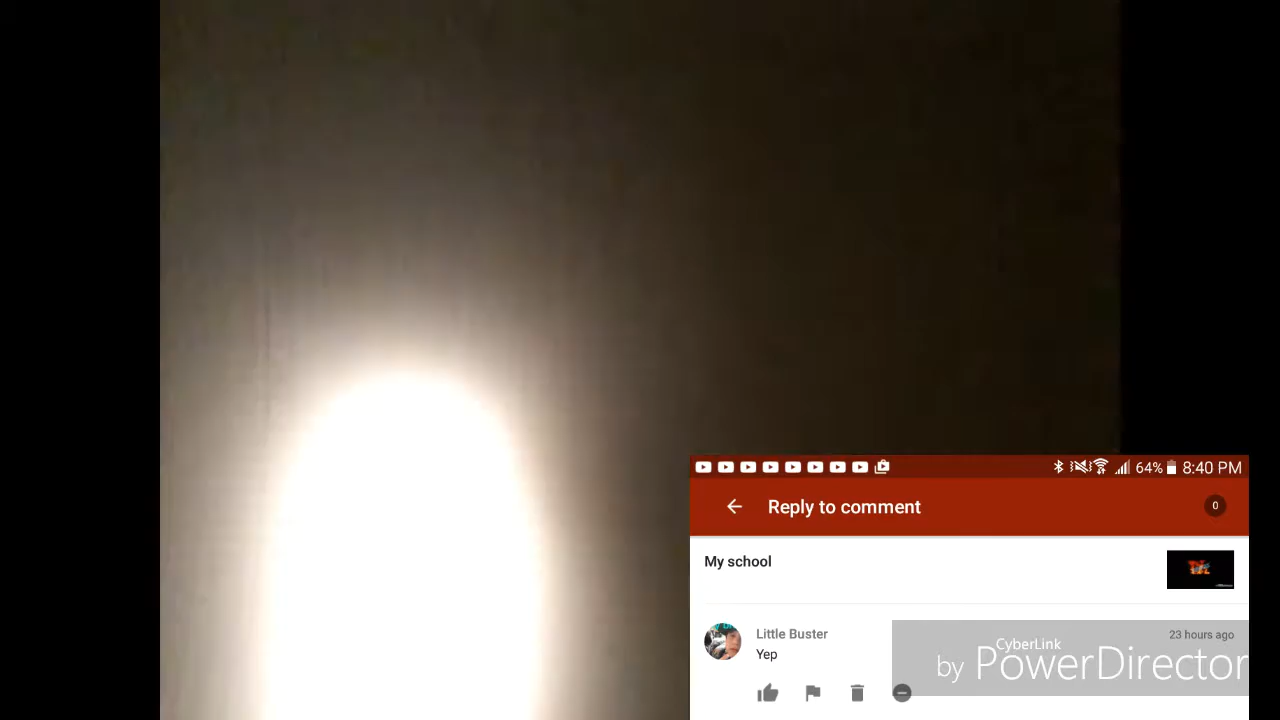 64% 8:40 PM
Reply to comment 0
My school
Little Buster 23 hours ago
Yep
CyberLink
by PowerDirector